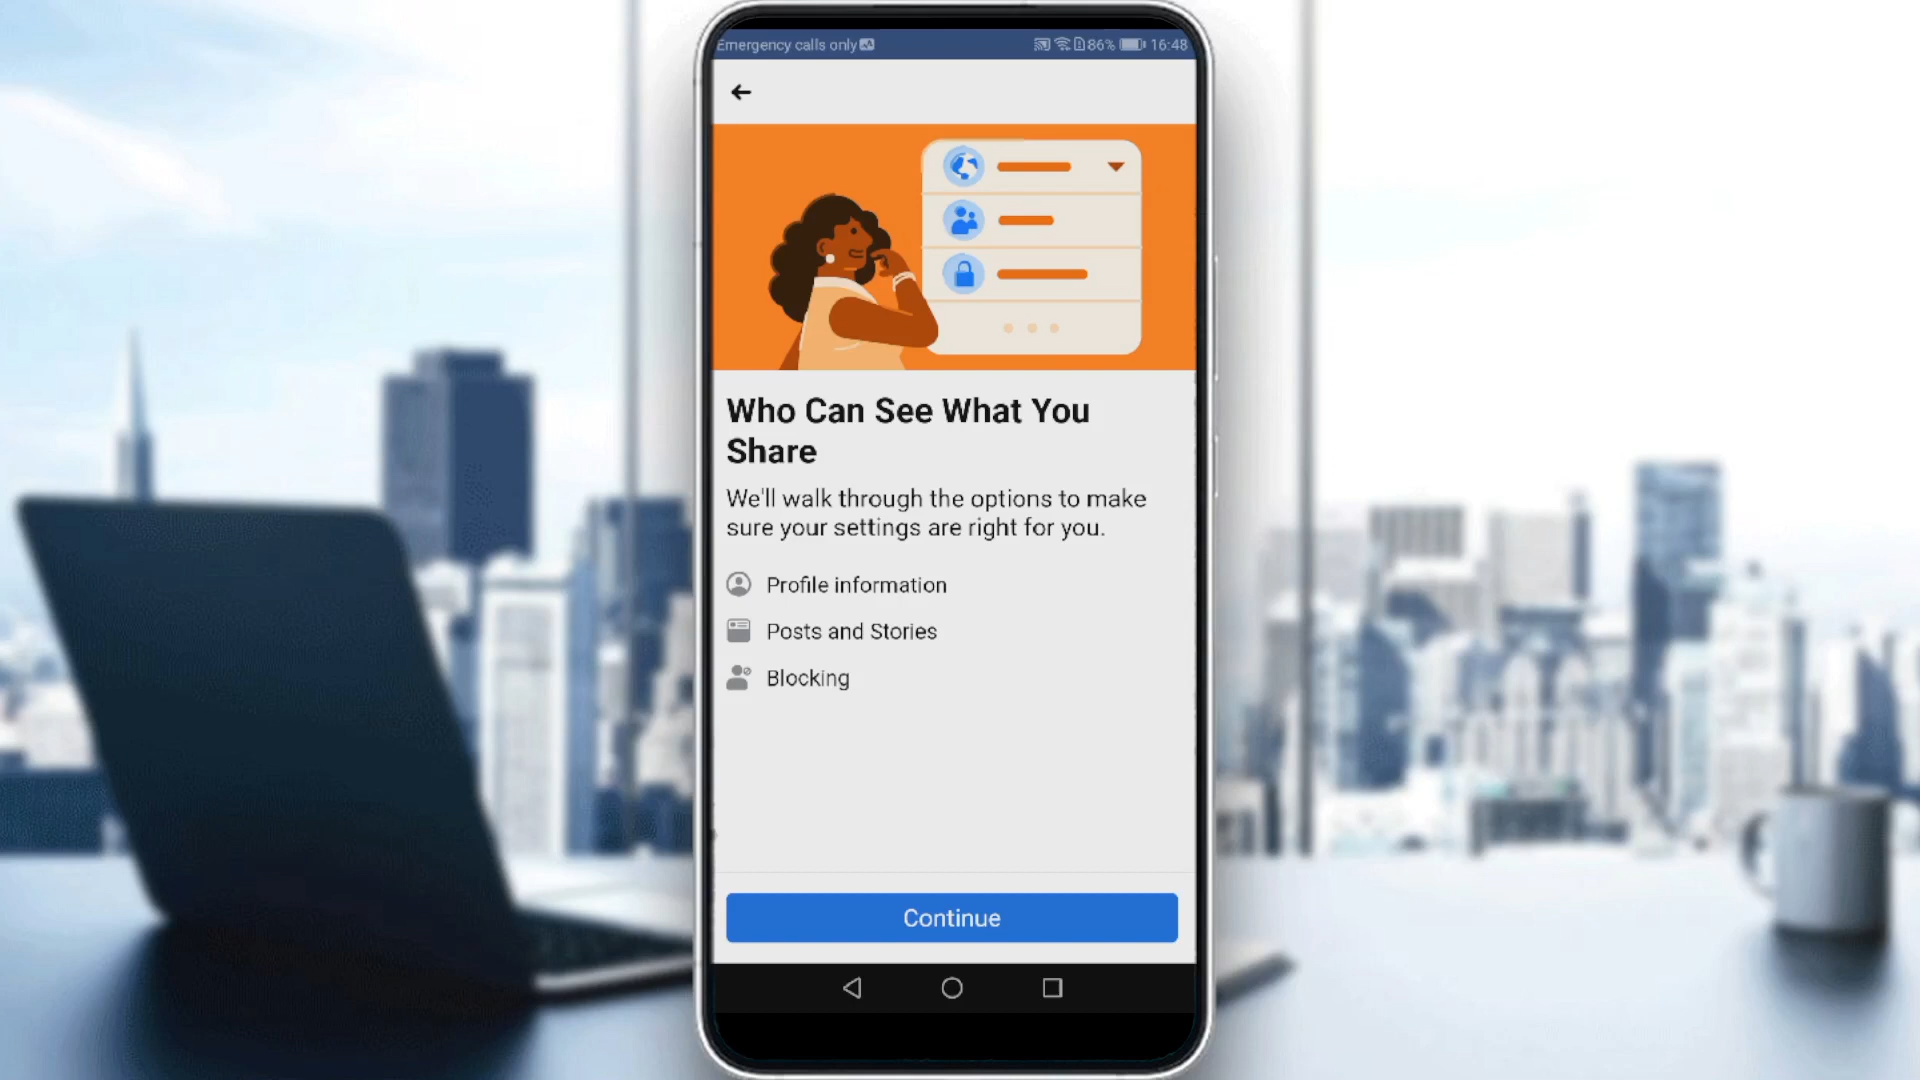 Emergency calls only 86% 16:48
Who Can See What You
Share
We'll walk through the options to make
sure your settings are right for you.
Profile information
Posts and Stories
Blocking
Continue